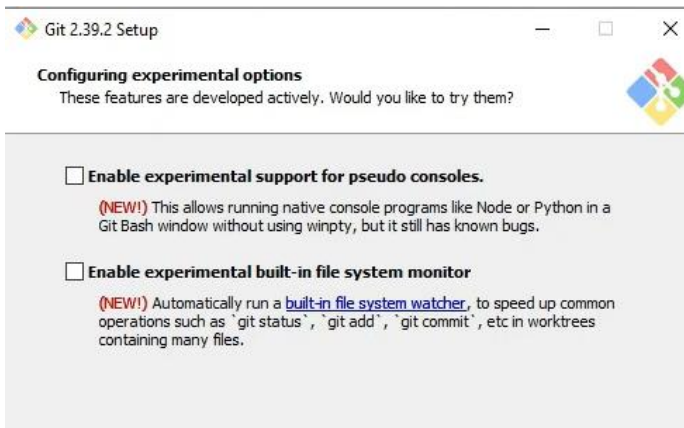 Git 2.39.2 Setup
Configuring experimental options
These features are developed actively. Would you like to try them?
Enable experimental support for pseudo consoles.
(NEW!) This allows running native console programs like Node or Python in a
Git Bash window without using winpty, but it still has known bugs.
Enable experimental built-in file system monitor
(NEW!) Automatically run a built-in file system watcher, to speed up common
operations such as `git status`, `git add`, `git commit`, etc in worktrees
containing many files.